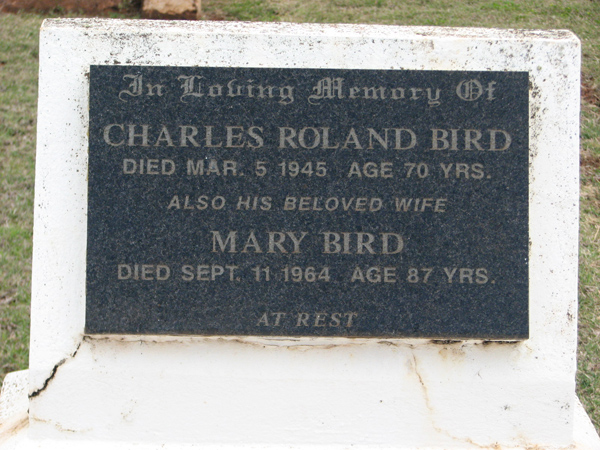 In Loving Memory Of
CHARLES ROLAND BIRD
DIED MAR. 5 1945 AGE 70 YRS.
ALSO HIS BELOVED WIFE
MARY BIRD
DIED SEPT. 11 1964 AGE 87 YRS.
AT REST